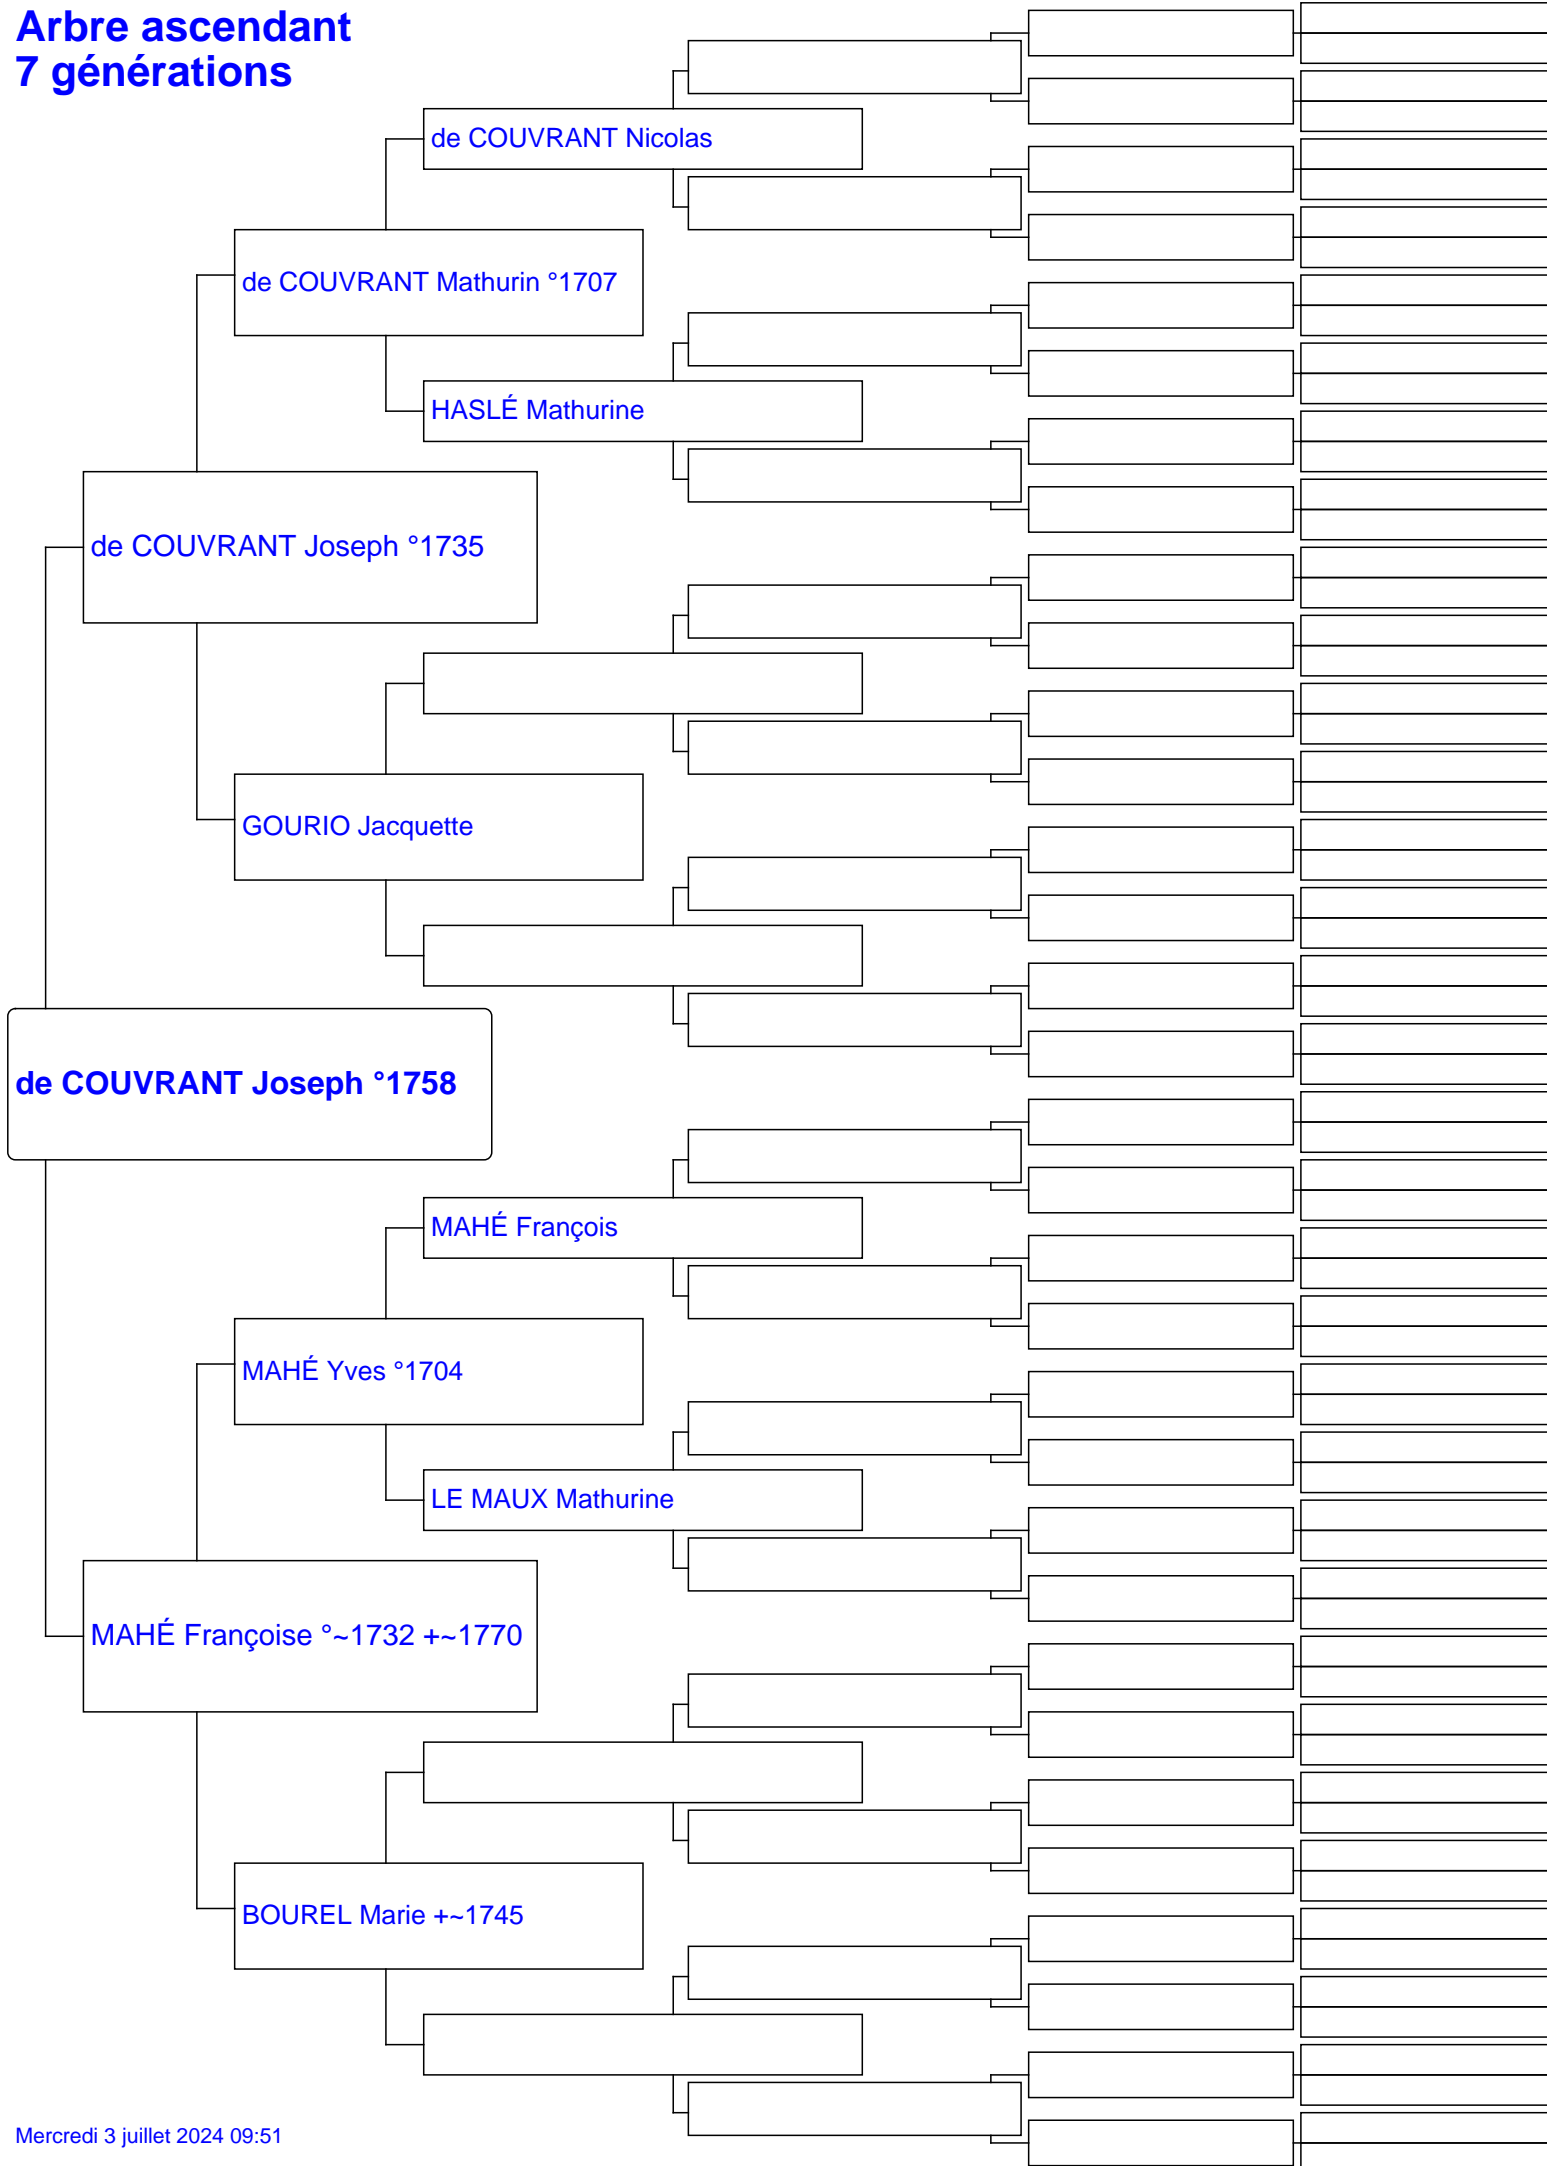 Arbre ascendant
7 générations
de COUVRANT Nicolas
de COUVRANT Mathurin °1707
HASLÉ Mathurine
de COUVRANT Joseph °1735
GOURIO Jacquette
de COUVRANT Joseph °1758
MAHÉ François
MAHÉ Yves °1704
LE MAUX Mathurine
MAHÉ Françoise °~1732 +~1770
BOUREL Marie +~1745
Mercredi 3 juillet 2024 09:51